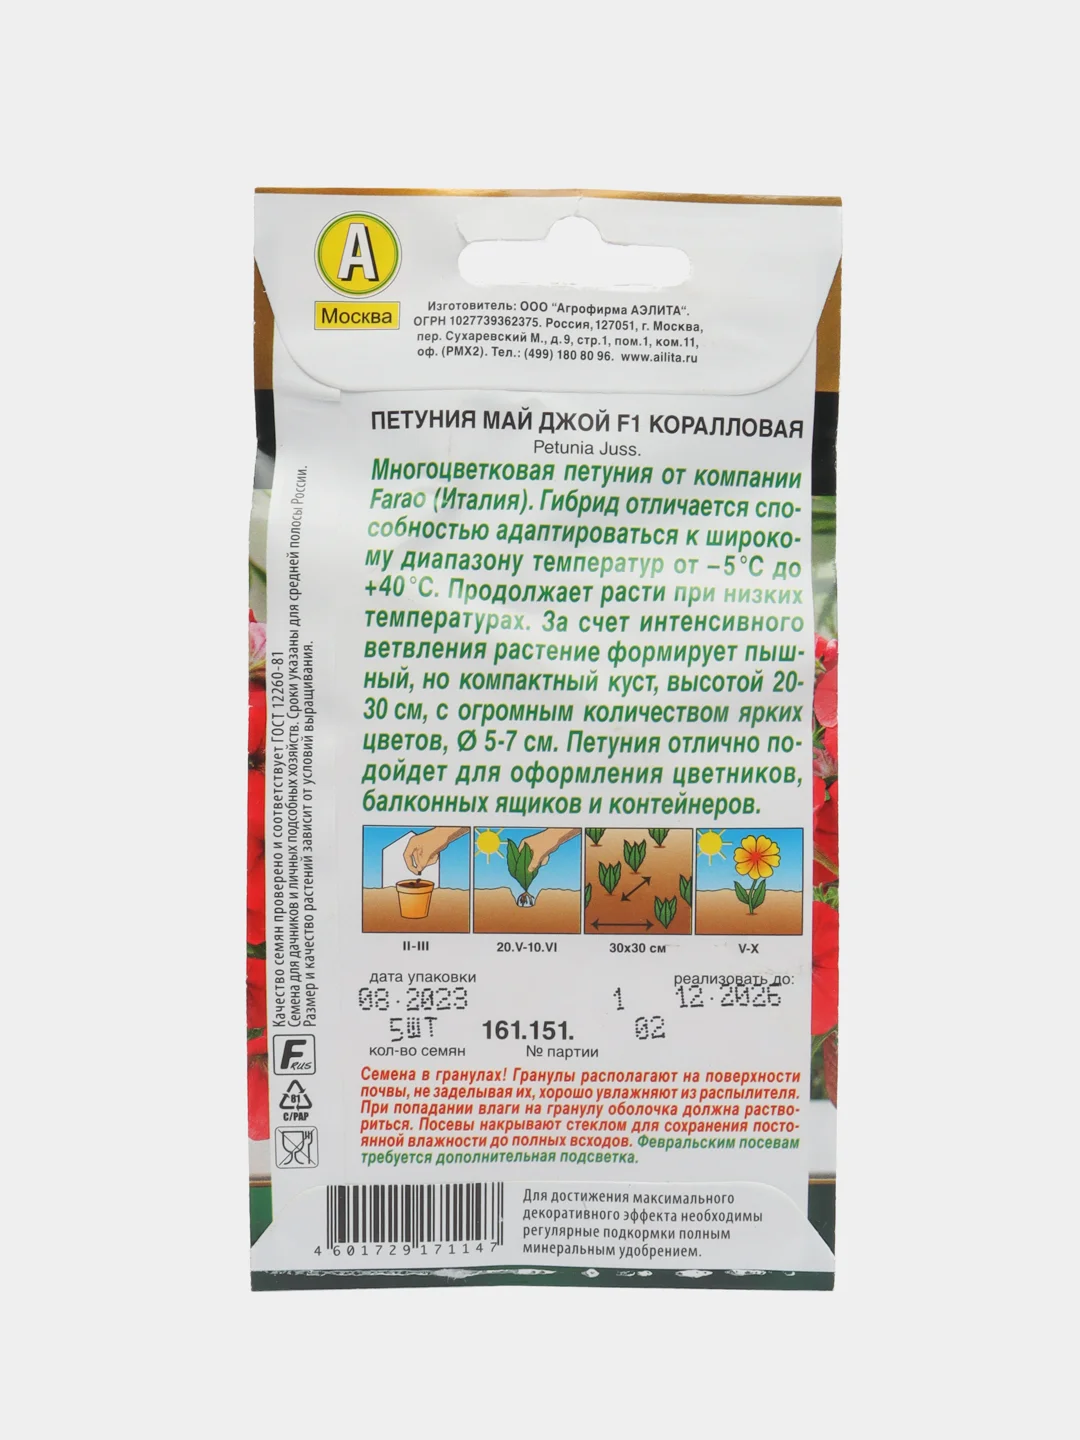 А
Москва
Изготовитель: ООО "Агрофирма АЭЛИТА".
ОГРН 1027739362375. Россия,127051, г. Москва,
пер. Сухаревский М., д.9, стр.1, пом.1, ком.11,
оф. (РМХ2). Тел.: (499) 180 80 96. www.ailita.ru
ПЕТУНИЯ МАЙ ДЖОЙ F1 КОРАЛЛОВАЯ
Petunia Juss.
Многоцветковая петуния от компании
Farao (Италия). Гибрид отличается спо-
собностью адаптироваться к широко-
му диапазону температур от –5°С до
+40°С. Продолжает расти при низких
температурах. За счет интенсивного
ветвления растение формирует пыш-
ный, но компактный куст, высотой 20-
30 см, с огромным количеством ярких
цветов, Ø 5-7 см. Петуния отлично по-
дойдет для оформления цветников,
балконных ящиков и контейнеров.
II-III
20.V-10.VI
30х30 см
V-X
дата упаковки
реализовать до:
08.2023
1
12.2026
5ШТ
161.151.
02
кол-во семян
№ партии
Семена в гранулах! Гранулы располагают на поверхности
почвы, не заделывая их, хорошо увлажняют из распылителя.
При попадании влаги на гранулу оболочка должна раство-
риться. Посевы накрывают стеклом для сохранения посто-
янной влажности до полных всходов. Февральским посевам
требуется дополнительная подсветка.
Качество семян проверено и соответствует ГОСТ 12260-81
Семена для дачников и личных подсобных хозяйств. Сроки указаны для средней полосы России.
Размер и качество растений зависит от условий выращивания.
F RUS
81
C/PAP
4 601729 171147
Для достижения максимального
декоративного эффекта необходимы
регулярные подкормки полным
минеральным удобрением.